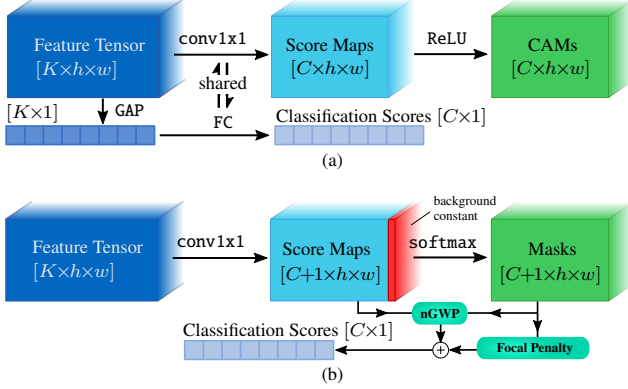 Feature Tensor
[K×h×w]
conv1x1
shared
Score Maps
[C×h×w]
ReLU
CAMs
[C×h×w]
[K×1]
GAP
FC
Classification Scores [C×1]
(a)
Feature Tensor
[K×h×w]
conv1x1
Score Maps
[C+1×h×w]
background
constant
softmax
Masks
[C+1×h×w]
nGWP
Classification Scores [C×1]
+
Focal Penalty
(b)